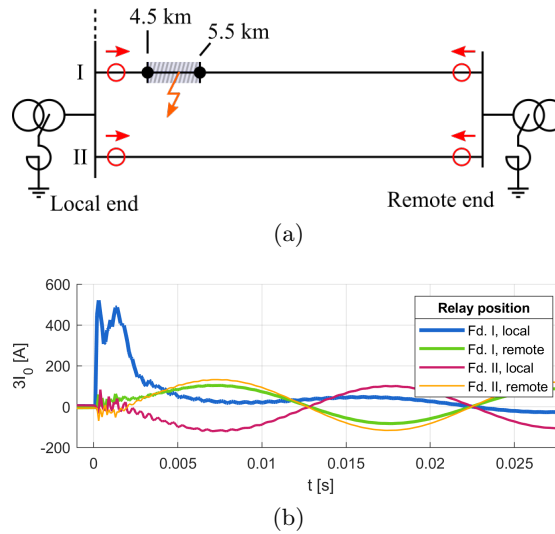 4.5 km
5.5 km
I
II
Local end
Remote end
(a)
600
400
200
0
-200
3I0 [A]
Relay position
Fd. I, local
Fd. I, remote
Fd. II, local
Fd. II, remote
0
0.005
0.01
0.015
0.02
0.025
t [s]
(b)